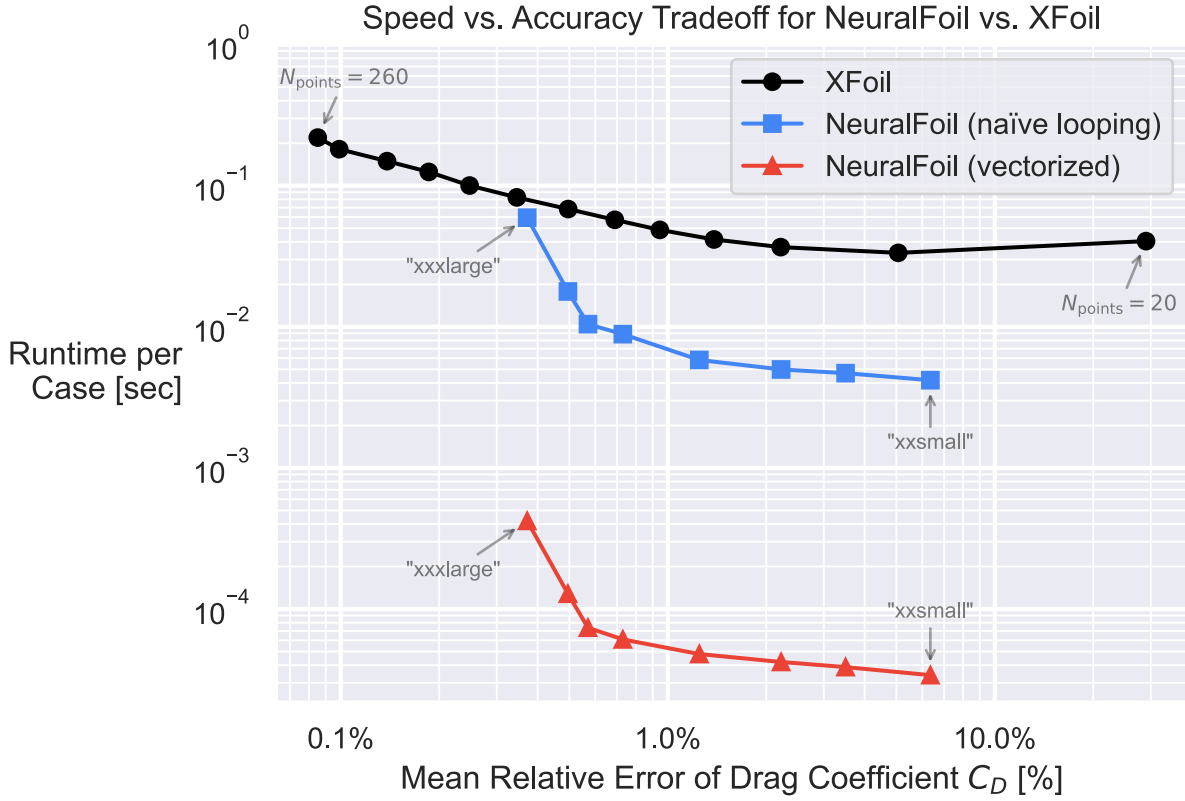 Speed vs. Accuracy Tradeoff for NeuralFoil vs. XFoil
10⁰
N_points = 260
XFoil
NeuralFoil (naïve looping)
NeuralFoil (vectorized)
10⁻¹
"xxxlarge"
N_points = 20
10⁻²
Runtime per
Case [sec]
"xxsmall"
10⁻³
"xxxlarge"
10⁻⁴
"xxsmall"
0.1%
1.0%
10.0%
Mean Relative Error of Drag Coefficient C_D [%]